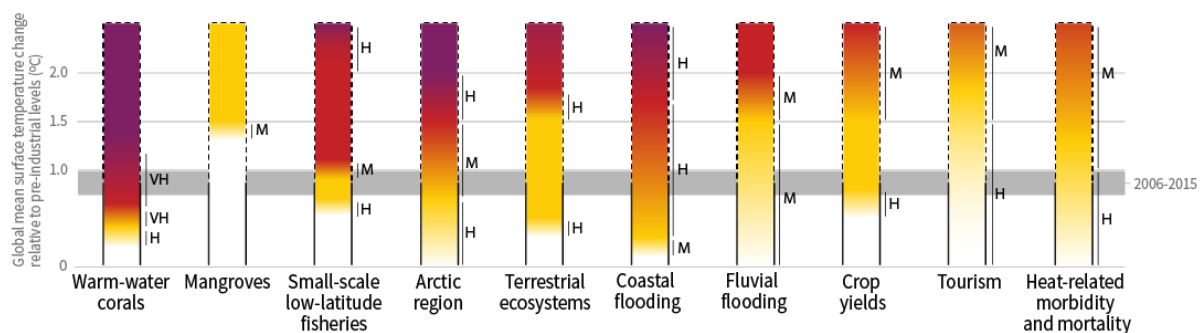 Global mean surface temperature change
relative to pre-industrial levels (ºC)
2.0
1.5
1.0
0
2006-2015
VH
VH
H
M
H
M
H
H
M
H
H
H
H
H
M
M
M
M
H
M
H
M
H
Warm-water
corals
Mangroves
Small-scale
low-latitude
fisheries
Arctic
region
Terrestrial
ecosystems
Coastal
flooding
Fluvial
flooding
Crop
yields
Tourism
Heat-related
morbidity
and mortality